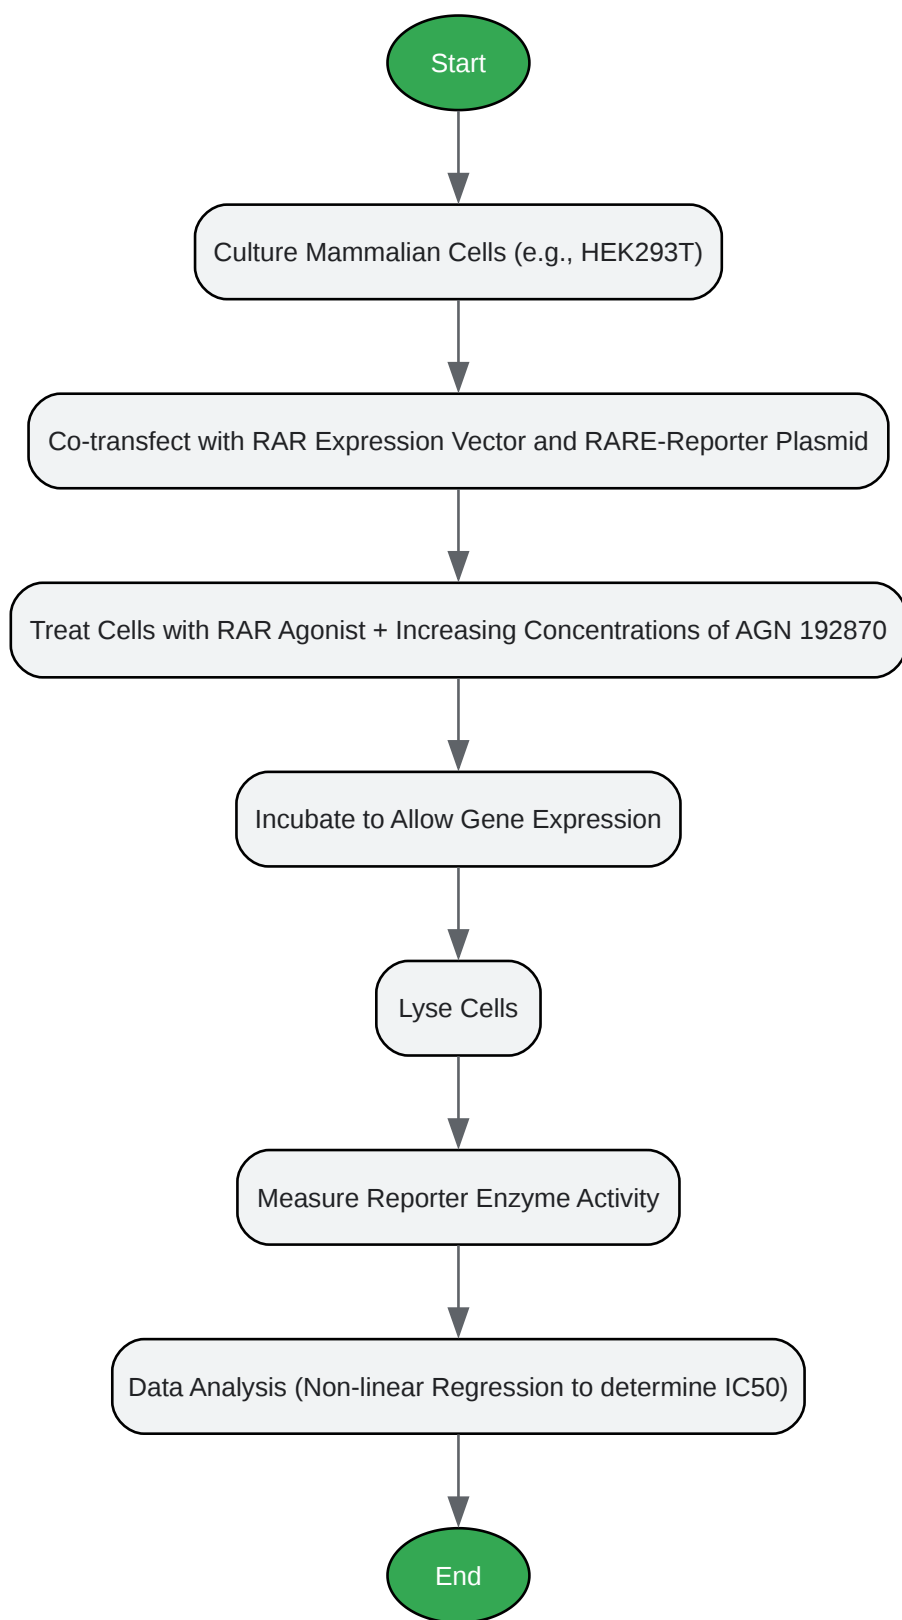 Start
Culture Mammalian Cells (e.g., HEK293T)
Co-transfect with RAR Expression Vector and RARE-Reporter Plasmid
Treat Cells with RAR Agonist + Increasing Concentrations of AGN 192870
Incubate to Allow Gene Expression
Lyse Cells
Measure Reporter Enzyme Activity
Data Analysis (Non-linear Regression to determine IC50)
End